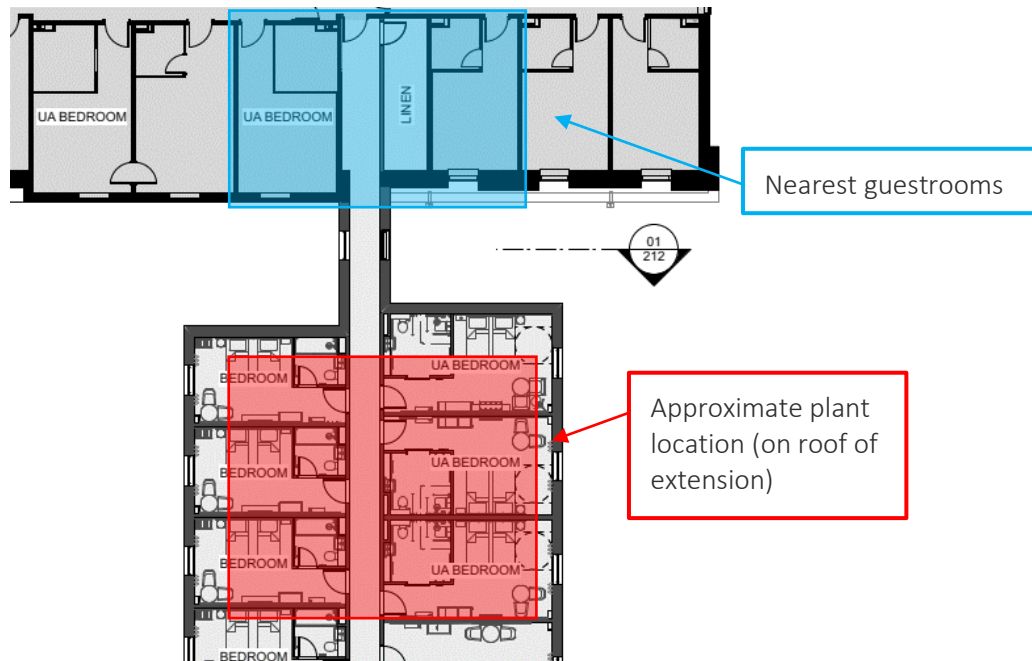 UA BEDROOM
UA BEDROOM
LINEN
Nearest guestrooms
01
212
BEDROOM
UA BEDROOM
Approximate plant
location (on roof of
extension)
BEDROOM
UA BEDROOM
BEDROOM
UA BEDROOM
BEDROOM